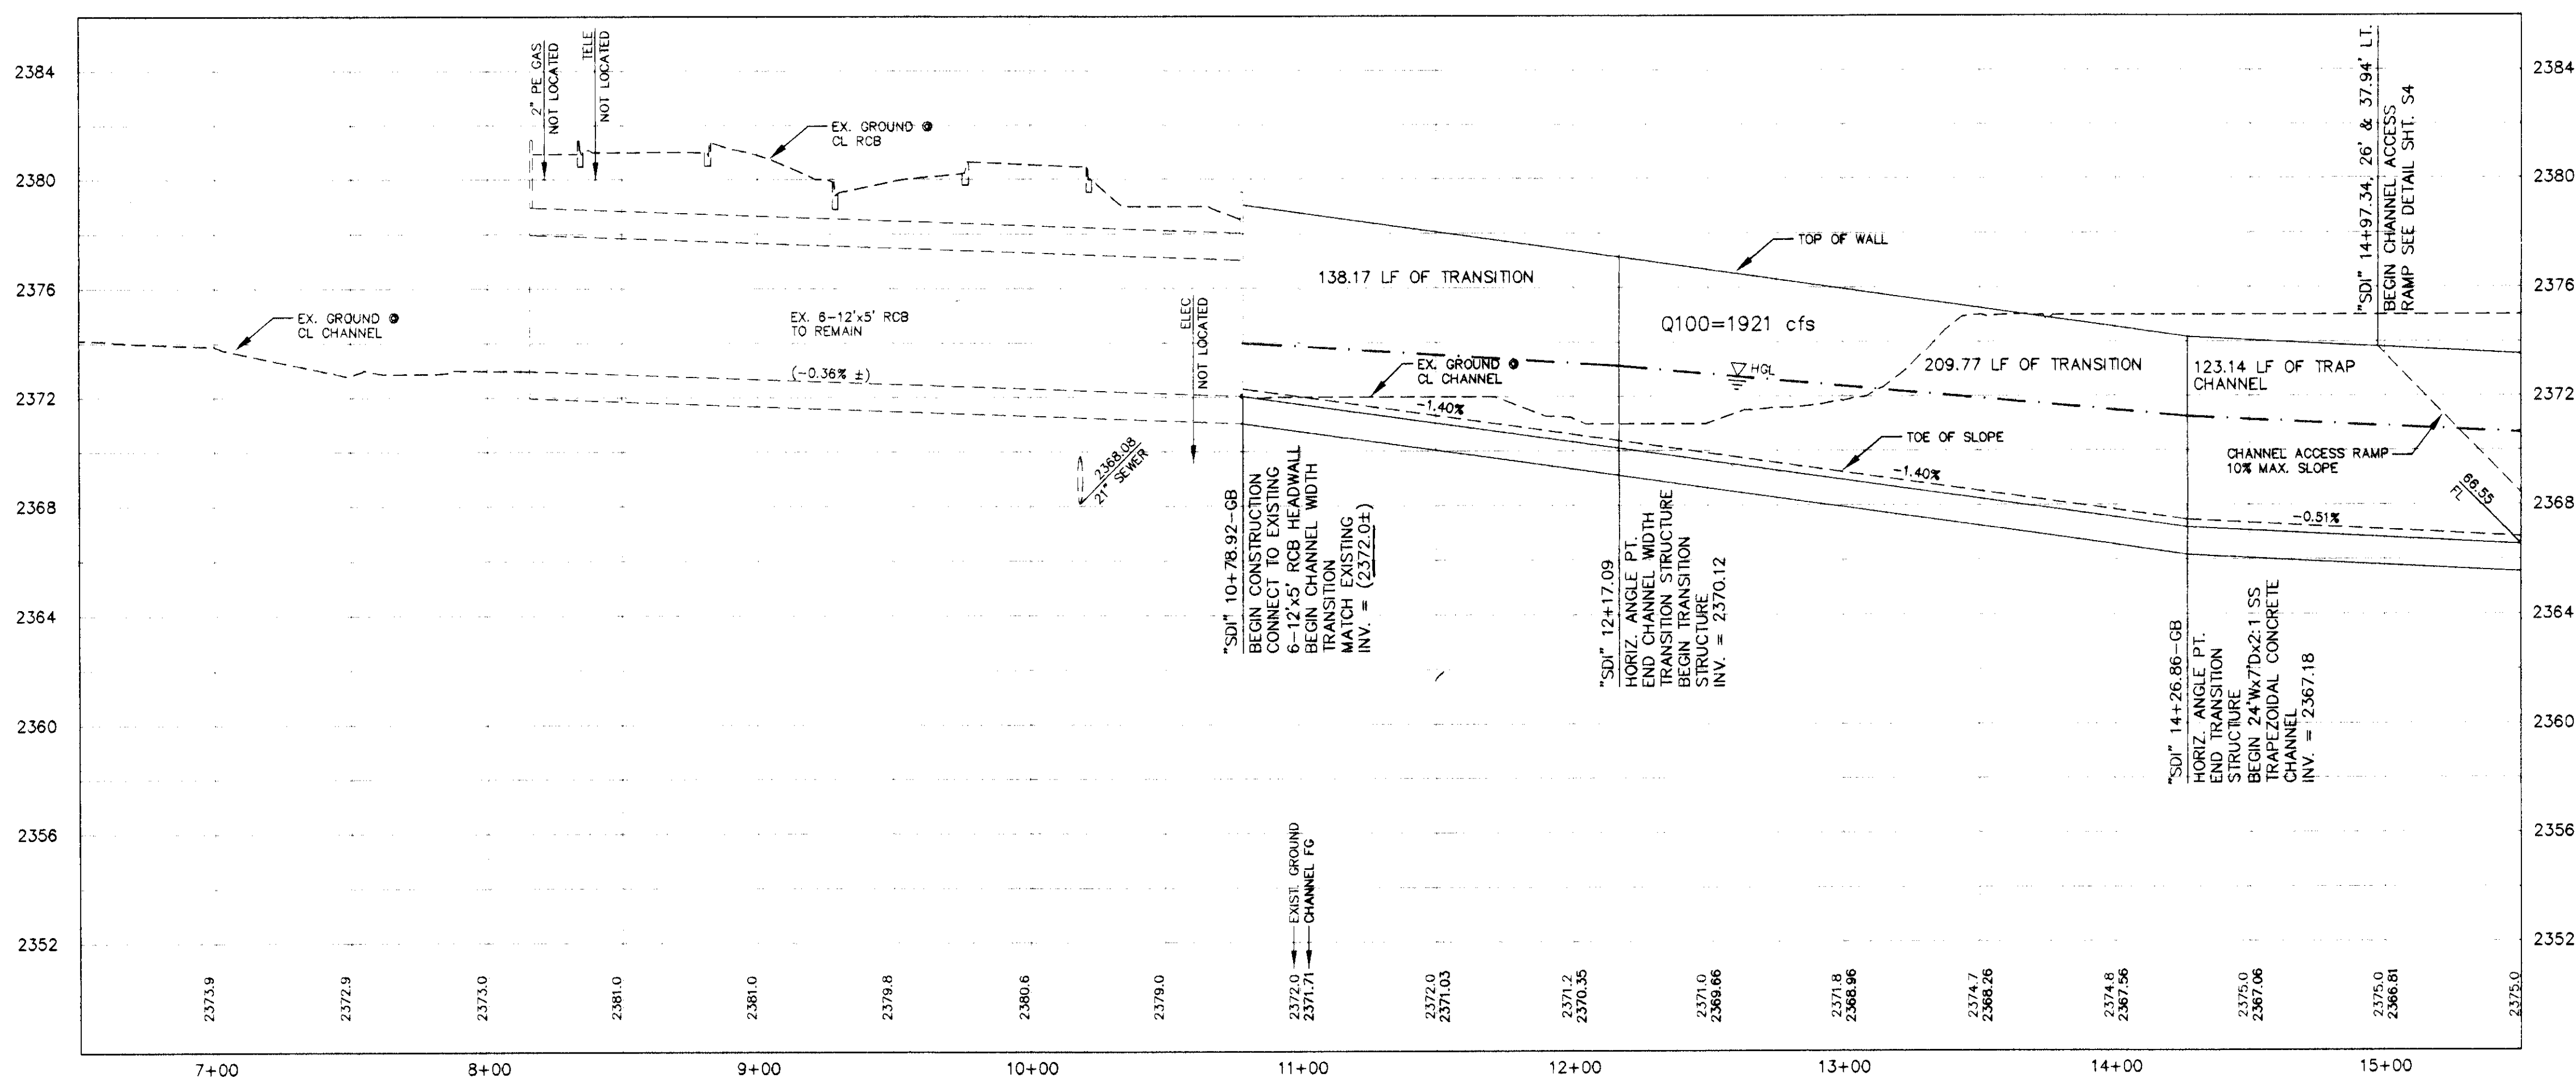 2384
2380
2376
2372
2368
2364
2360
2356
2352
2" PE GAS
NOT LOCATED
TELE
NOT LOCATED
EX. GROUND @
CL RCB
EX. GROUND @
CL CHANNEL
EX. 6-12'x5' RCB
TO REMAIN
(-0.36% ±)
2368.08
21" SEWER
ELEC
NOT LOCATED
"SDI" 10+78.92-GB
BEGIN CONSTRUCTION
CONNECT TO EXISTING
6-12'x5' RCB HEADWALL
BEGIN CHANNEL WIDTH
TRANSITION
MATCH EXISTING
INV. = (2372.0±)
138.17 LF OF TRANSITION
EX. GROUND @
CL CHANNEL
-1.40%
TOP OF WALL
Q100=1921 cfs
HGL
209.77 LF OF TRANSITION
TOE OF SLOPE
-1.40%
"SDI" 12+17.09
HORIZ. ANGLE PT.
END CHANNEL WIDTH
TRANSITION STRUCTURE
BEGIN TRANSITION
STRUCTURE
INV. = 2370.12
123.14 LF OF TRAP
CHANNEL
"SDI" 14+97.34, 26' & 37.94' LT.
BEGIN CHANNEL ACCESS
RAMP SEE DETAIL SHT. S4
CHANNEL ACCESS RAMP
10% MAX. SLOPE
66.55
FL
-0.51%
"SDI" 14+26.86-GB
HORIZ. ANGLE PT.
END TRANSITION
STRUCTURE
BEGIN 24'Wx7'Dx2:1 SS
TRAPEZOIDAL CONCRETE
CHANNEL
INV. = 2367.18
2384
2380
2376
2372
2368
2364
2360
2356
2352
EXIST. GROUND
CHANNEL FG
2373.9
2372.9
2373.0
2381.0
2381.0
2379.8
2380.6
2379.0
2372.0
2371.71
2372.0
2371.03
2371.2
2370.35
2371.0
2369.66
2371.8
2368.96
2374.7
2368.26
2374.8
2367.56
2375.0
2367.06
2375.0
2366.81
2375.0
7+00
8+00
9+00
10+00
11+00
12+00
13+00
14+00
15+00